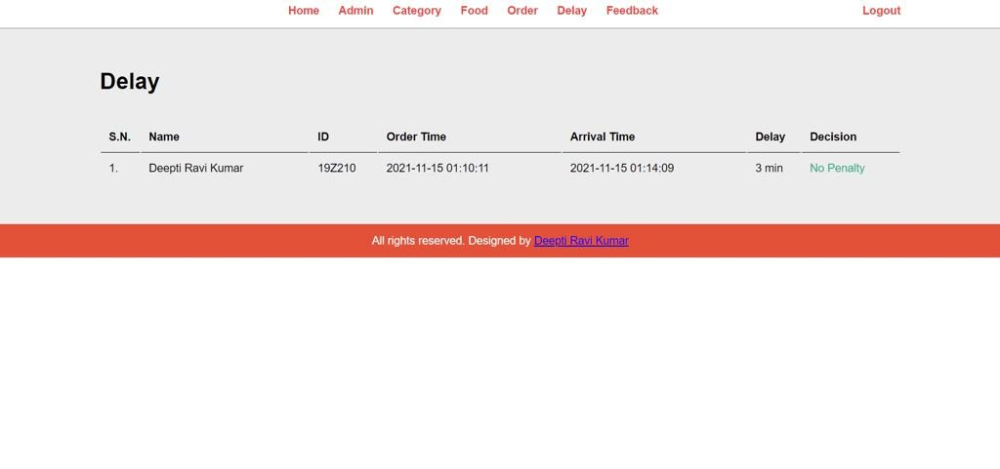 Home Admin Category Food Order Delay Feedback Logout
Delay
S.N. Name ID Order Time Arrival Time Delay Decision
1. Deepti Ravi Kumar 19Z210 2021-11-15 01:10:11 2021-11-15 01:14:09 3 min No Penalty
All rights reserved. Designed by Deepti Ravi Kumar